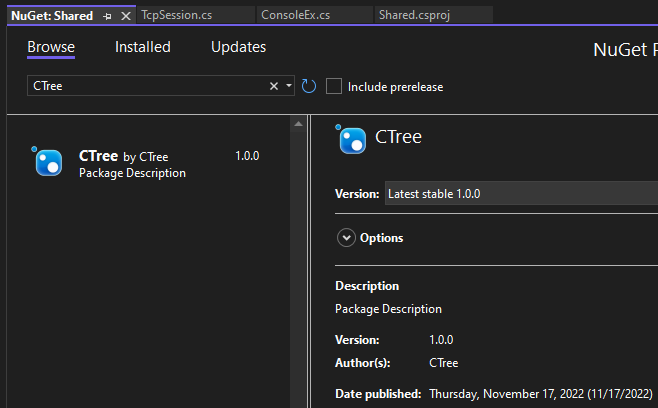 NuGet: Shared TcpSession.cs ConsoleEx.cs Shared.csproj
Browse Installed Updates NuGet P
CTree Include prerelease
CTree by CTree 1.0.0
Package Description
CTree
Version: Latest stable 1.0.0
Options
Description
Package Description
Version: 1.0.0
Author(s): CTree
Date published: Thursday, November 17, 2022 (11/17/2022)